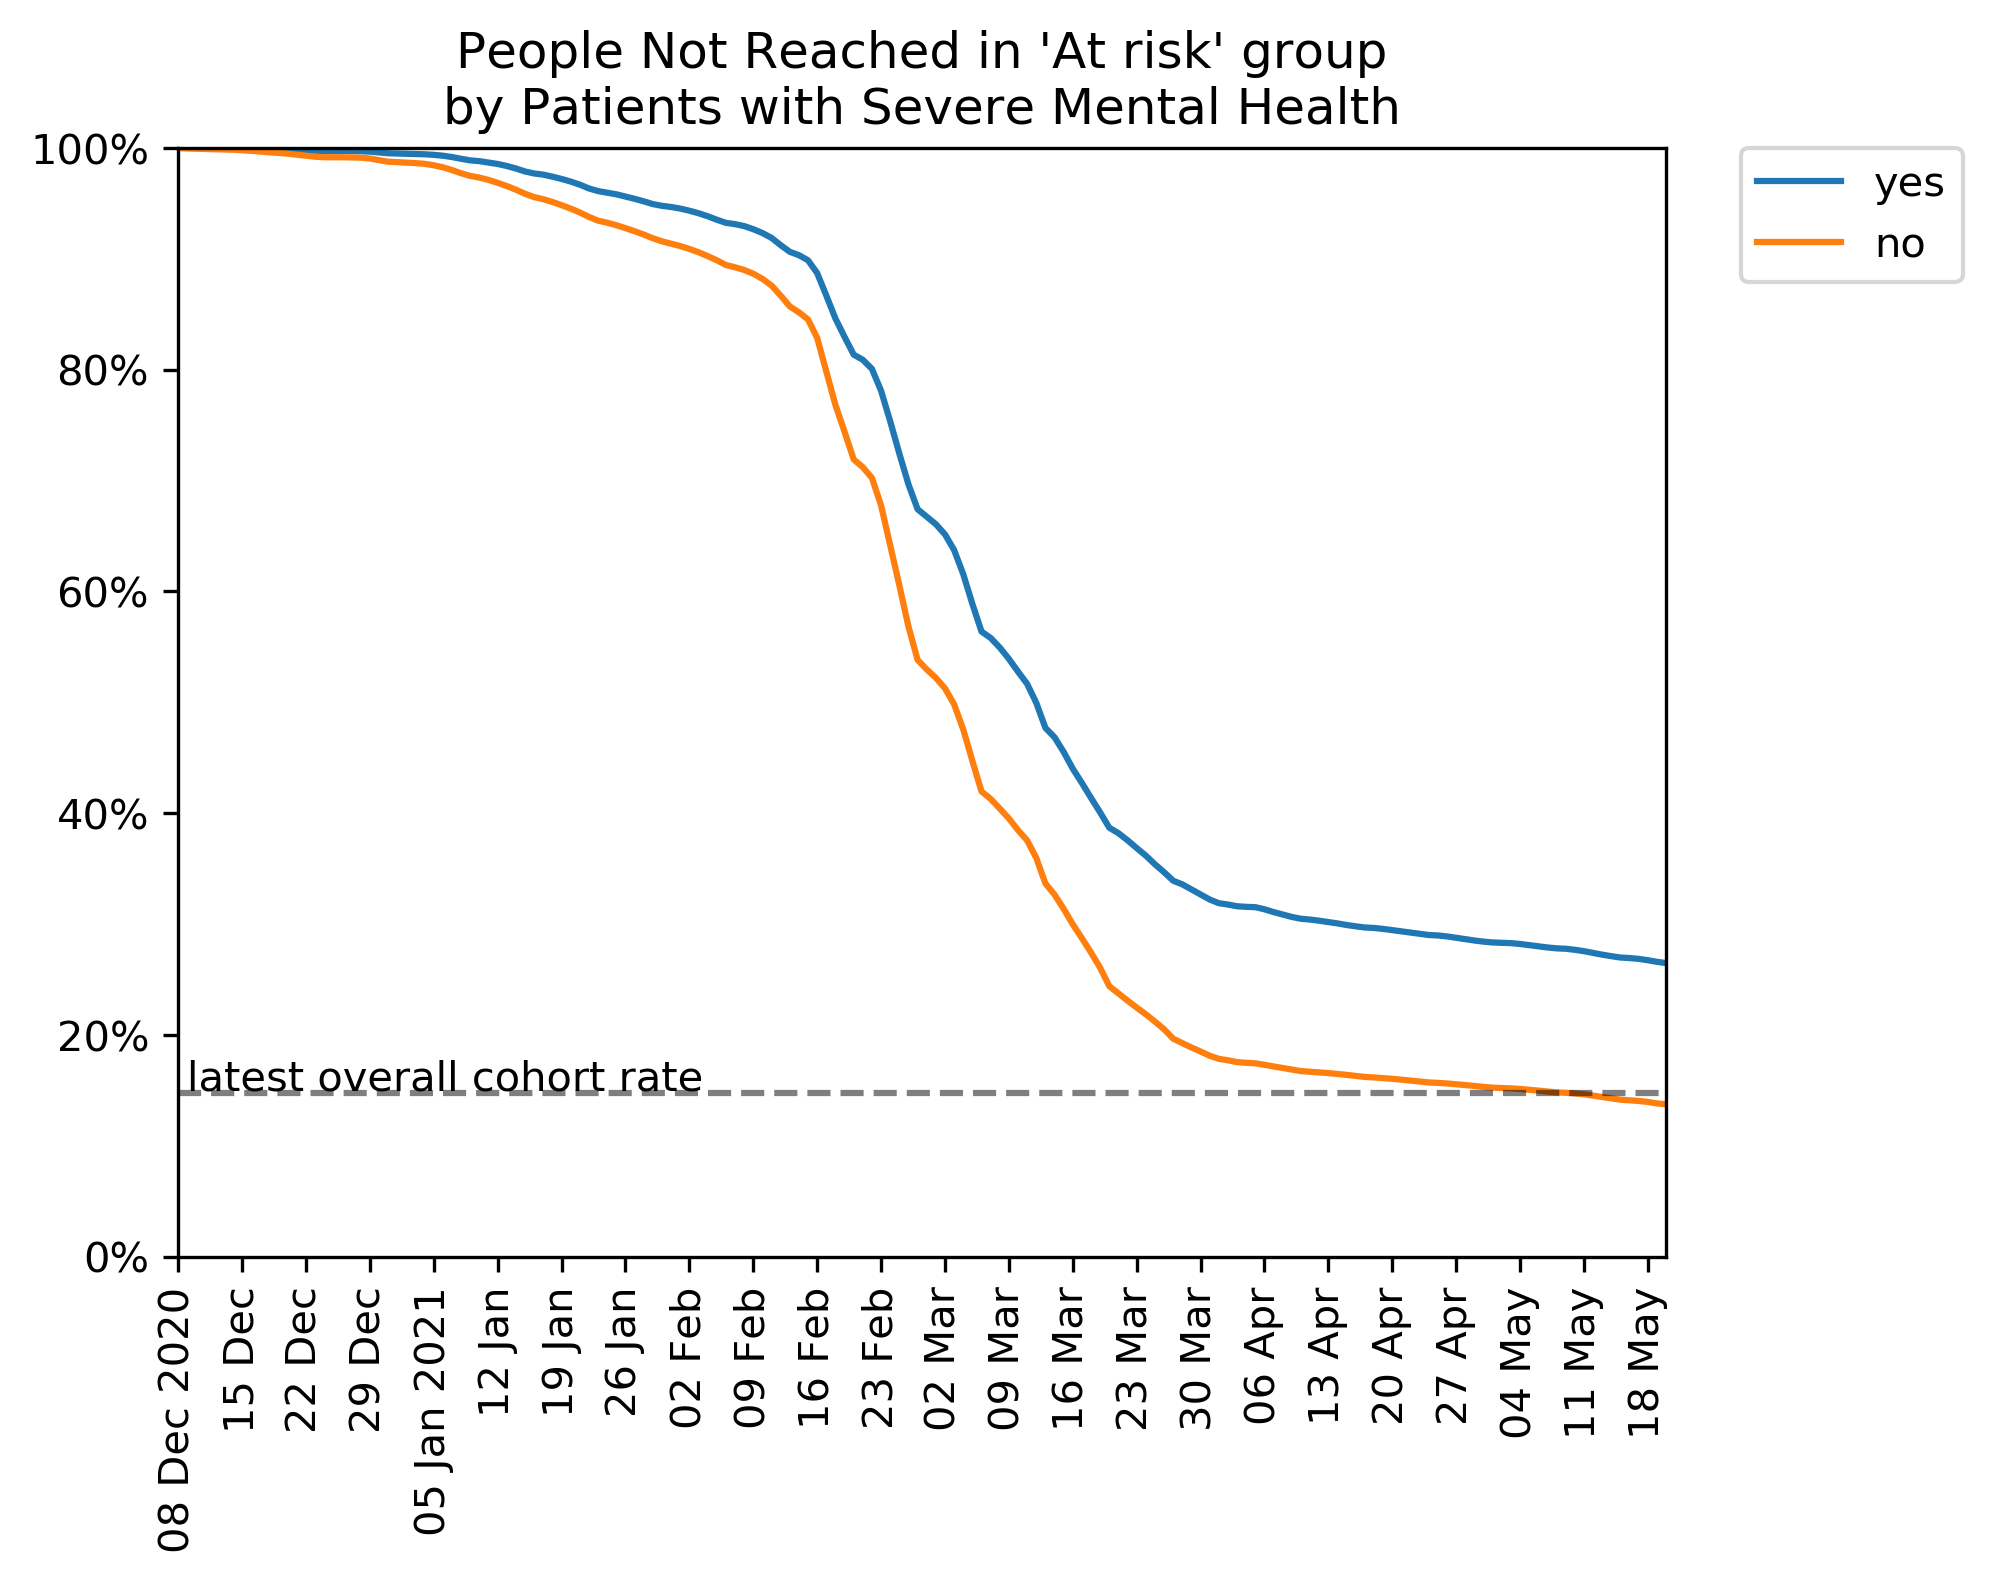 People Not Reached in 'At risk' group
by Patients with Severe Mental Health
100%
80%
60%
40%
20%
0%
yes
no
latest overall cohort rate
08 Dec 2020
15 Dec
22 Dec
29 Dec
05 Jan 2021
12 Jan
19 Jan
26 Jan
02 Feb
09 Feb
16 Feb
23 Feb
02 Mar
09 Mar
16 Mar
23 Mar
30 Mar
06 Apr
13 Apr
20 Apr
27 Apr
04 May
11 May
18 May